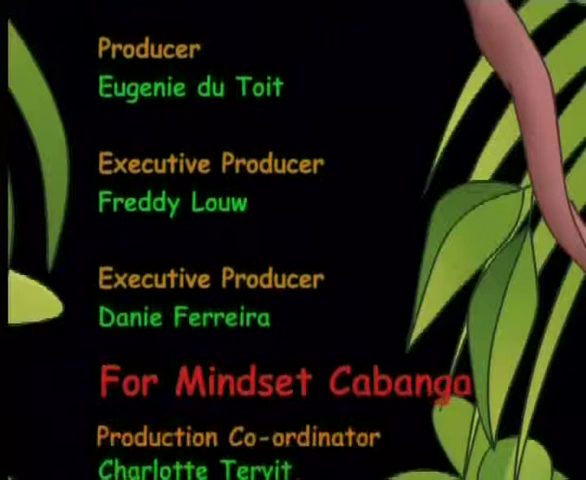 Producer
Eugenie du Toit
Executive Producer
Freddy Louw
Executive Producer
Danie Ferreira
For Mindset Cabanga
Production Co-ordinator
Charlotte Tervit